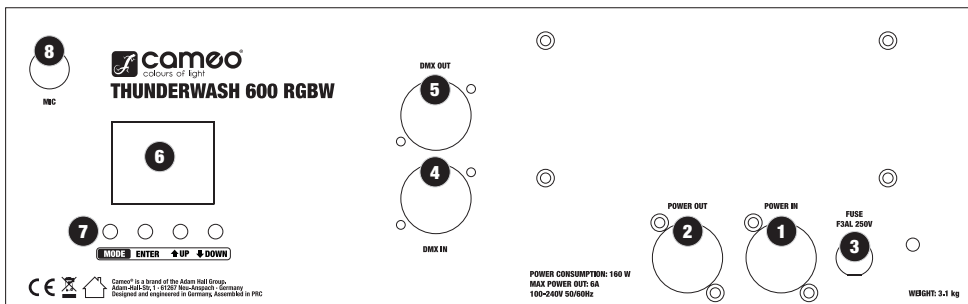 8
MIC
cameo®
colours of light
THUNDERWASH 600 RGBW
6
7
MODE ENTER UP DOWN
CE
Cameo® is a brand of the Adam Hall Group.
Adam-Hall-Str. 1 - 61267 Neu-Anspach - Germany
Designed and engineered in Germany, Assembled in PRC
DMX OUT
5
4
DMX IN
POWER OUT
2
POWER IN
1
FUSE
F3AL 250V
3
POWER CONSUMPTION: 160 W
MAX POWER OUT: 6A
100-240V 50/60Hz
WEIGHT: 3.1 kg